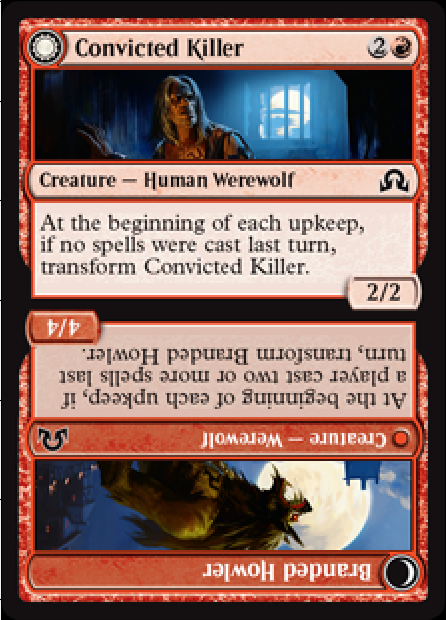 Convicted Killer
2
Creature — Human Werewolf
At the beginning of each upkeep,
if no spells were cast last turn,
transform Convicted Killer.
2/2
Branded Howler
Creature — Werewolf
At the beginning of each upkeep, if
a player cast two or more spells last
turn, transform Branded Howler.
4/4